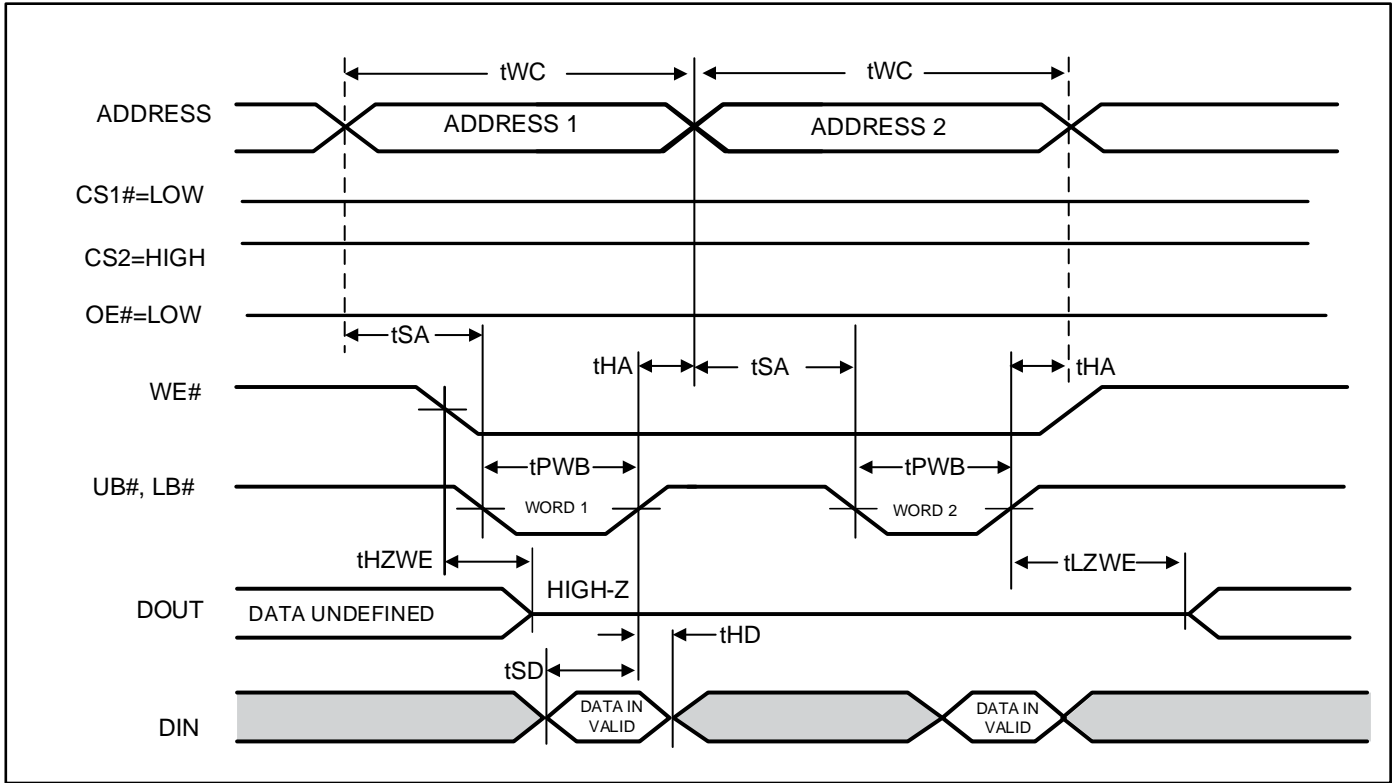 tWC tWC
ADDRESS ADDRESS 1 ADDRESS 2
CS1#=LOW
CS2=HIGH
OE#=LOW
tSA tHA tSA tHA
WE#
tPWB tPWB
UB#, LB# WORD 1 WORD 2
tHZWE tLZWE
HIGH-Z
DOUT DATA UNDEFINED
tHD
tSD
DATA IN DATA IN
DIN VALID VALID